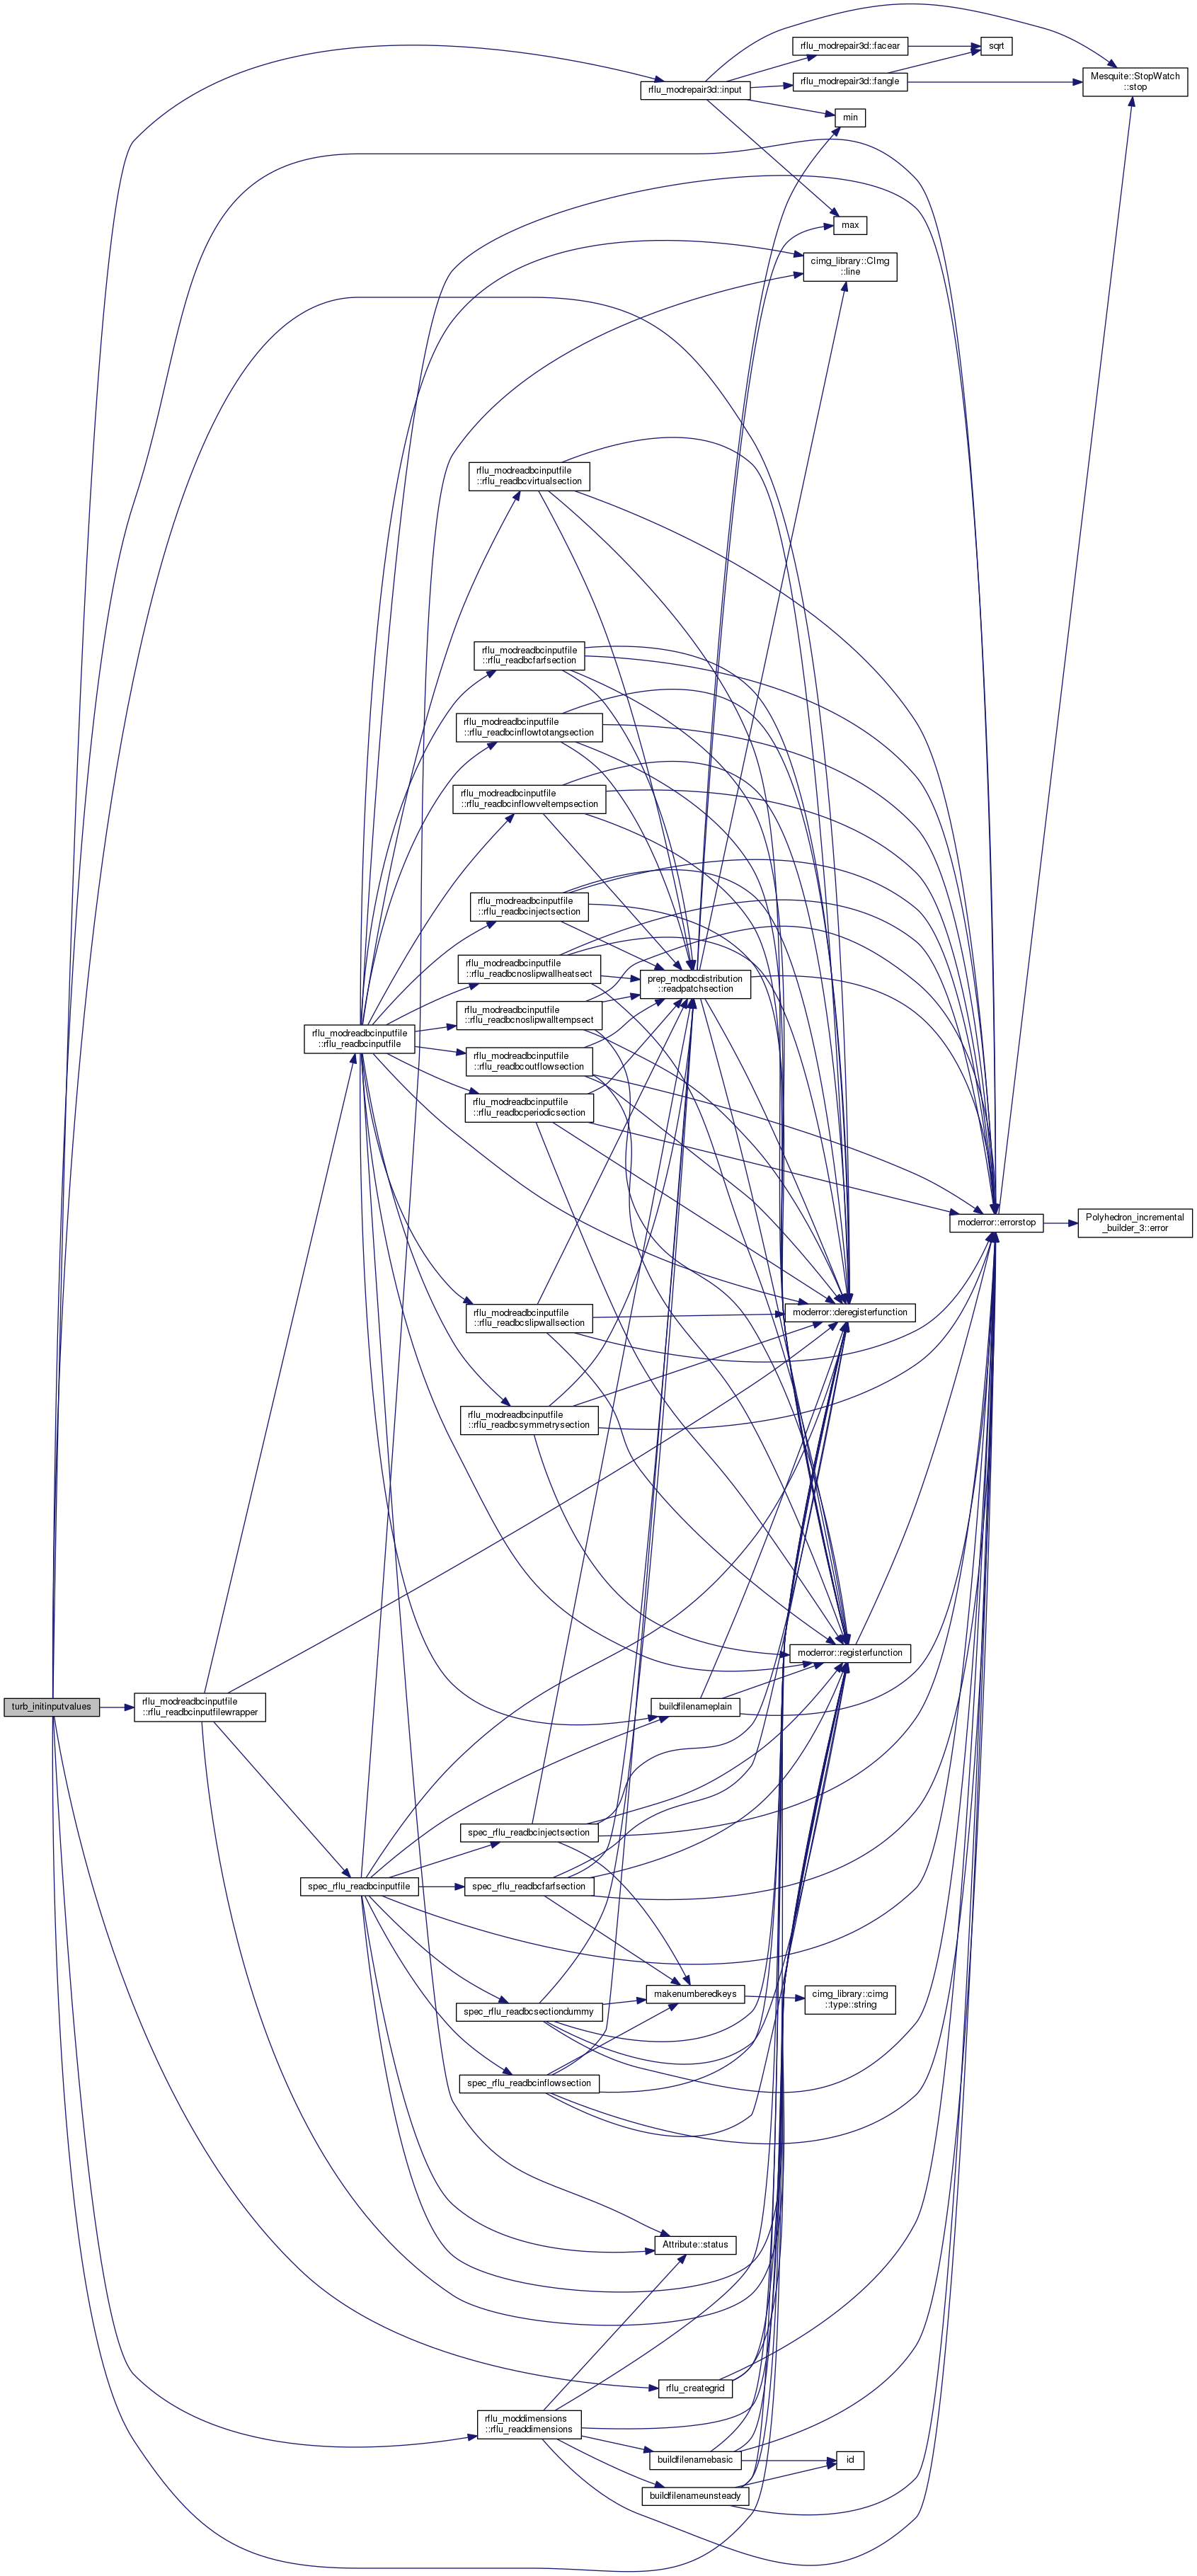 rflu_modrepair3d::facear
sqrt
rflu_modrepair3d::input
rflu_modrepair3d::fangle
Mesquite::StopWatch
::stop
min
max
cimg_library::CImg
::line
rflu_modreadbcinputfile
::rflu_readbcvirtualsection
rflu_modreadbcinputfile
::rflu_readbcfarfsection
rflu_modreadbcinputfile
::rflu_readbcinflowtotangsection
rflu_modreadbcinputfile
::rflu_readbcinflowveltempsection
rflu_modreadbcinputfile
::rflu_readbcinjectsection
rflu_modreadbcinputfile
::rflu_readbcnoslipwallheatsect
prep_modbcdistribution
::readpatchsection
rflu_modreadbcinputfile
::rflu_readbcnoslipwalltempsect
rflu_modreadbcinputfile
::rflu_readbcinputfile
rflu_modreadbcinputfile
::rflu_readbcoutflowsection
rflu_modreadbcinputfile
::rflu_readbcperiodicsection
moderror::errorstop
Polyhedron_incremental
_builder_3::error
rflu_modreadbcinputfile
::rflu_readbcslipwallsection
moderror::deregisterfunction
rflu_modreadbcinputfile
::rflu_readbcsymmetrysection
moderror::registerfunction
turb_initinputvalues
rflu_modreadbcinputfile
::rflu_readbcinputfilewrapper
buildfilenameplain
spec_rflu_readbcinjectsection
spec_rflu_readbcinputfile
spec_rflu_readbcfarfsection
makenumberedkeys
cimg_library::cimg
::type::string
spec_rflu_readbcsectiondummy
spec_rflu_readbcinflowsection
Attribute::status
rflu_creategrid
rflu_moddimensions
::rflu_readdimensions
buildfilenamebasic
id
buildfilenameunsteady